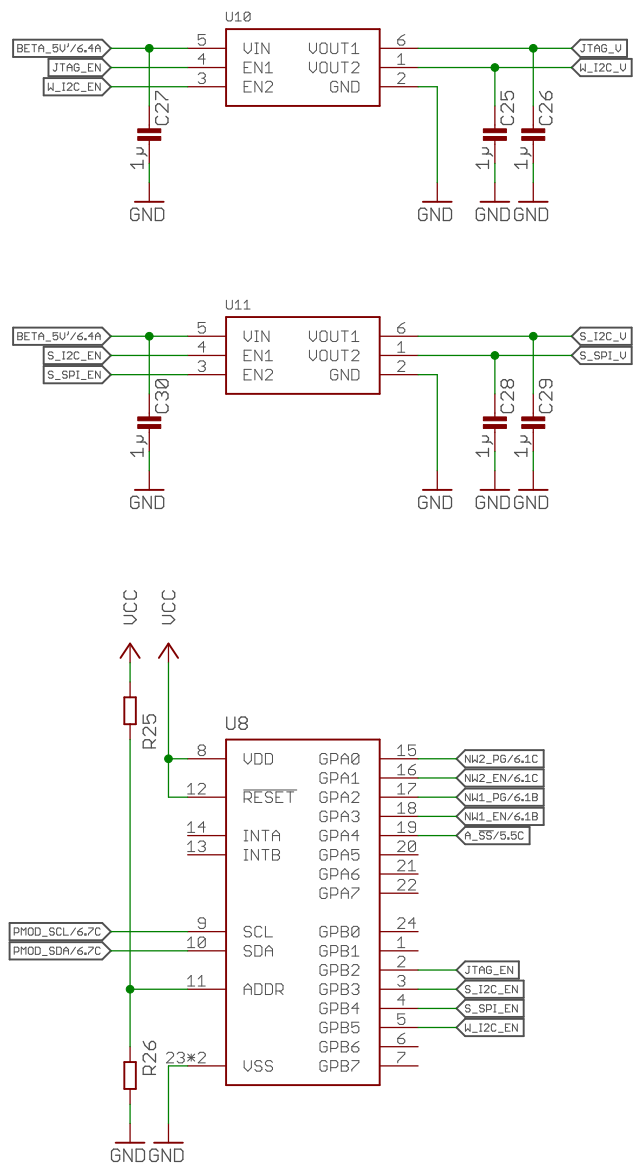 U10
BETA_5V'/6.4A 5 VIN VOUT1 6 JTAG_V
JTAG_EN 4 EN1 VOUT2 1 W_I2C_V
W_I2C_EN 3 EN2 GND 2
C27 C25 C26
1µ 1µ 1µ
GND GND GND GND
U11
BETA_5V'/6.4A 5 VIN VOUT1 6 S_I2C_V
S_I2C_EN 4 EN1 VOUT2 1 S_SPI_V
S_SPI_EN 3 EN2 GND 2
C30 C28 C29
1µ 1µ 1µ
GND GND GND GND
VCC VCC
R25
U8
8 VDD GPA0 15 NW2_PG/6.1C
GPA1 16 NW2_EN/6.1C
12 RESET GPA2 17 NW1_PG/6.1B
GPA3 18 NW1_EN/6.1B
14 INTA GPA4 19 A_SS/5.5C
13 INTB GPA5 20
GPA6 21
GPA7 22
PMOD_SCL/6.7C 9 SCL GPB0 24
PMOD_SDA/6.7C 10 SDA GPB1 1
GPB2 2 JTAG_EN
11 ADDR GPB3 3 S_I2C_EN
GPB4 4 S_SPI_EN
GPB5 5 W_I2C_EN
R26 GPB6 6
23*2 VSS GPB7 7
GND GND